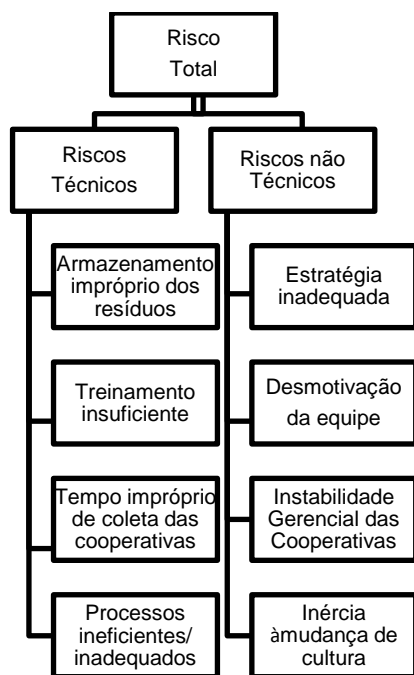 Risco
Total
Riscos
Técnicos
Riscos não
Técnicos
Armazenamento
impróprio dos
resíduos
Treinamento
insuficiente
Tempo impróprio
de coleta das
cooperativas
Processos
ineficientes/
inadequados
Estratégia
inadequada
Desmotivação
da equipe
Instabilidade
Gerencial das
Cooperativas
Inércia
àmudança de
cultura